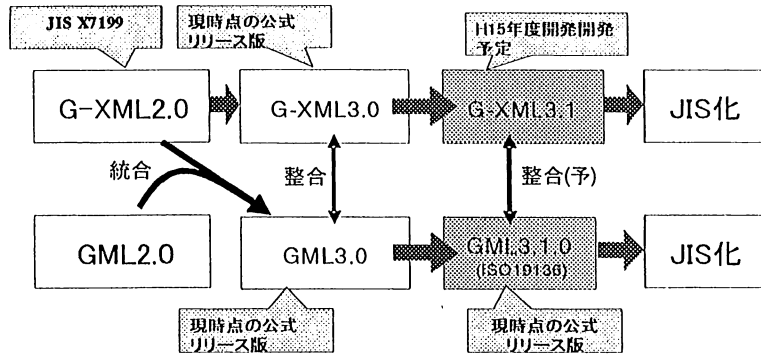 JIS X7199
現時点の公式
リリース版
H15年度開発開発
予定
G-XML2.0
G-XML3.0
G-XML3.1
JIS化
統合
整合
整合(予)
GML2.0
GML3.0
GML3,1,0
(ISO19136)
JIS化
現時点の公式
リリース版
現時点の公式
リリース版